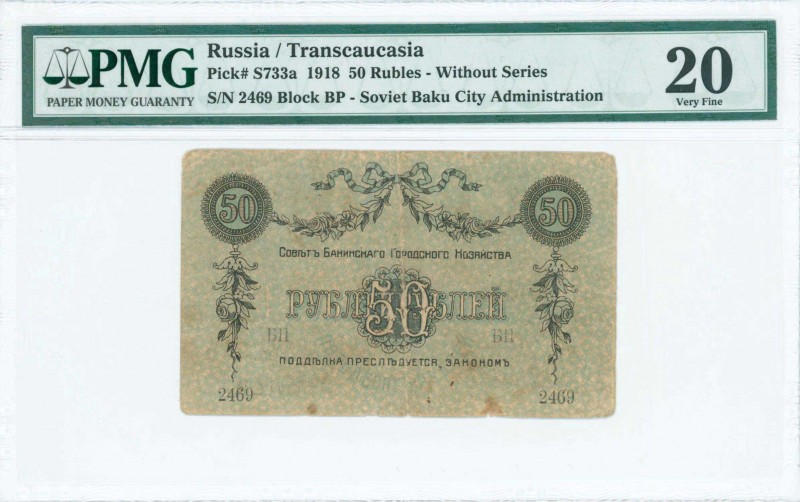 PMG
PAPER MONEY GUARANTY
Russia / Transcaucasia
Pick# S733a 1918 50 Rubles - Without Series
S/N 2469 Block BP - Soviet Baku City Administration
20
Very Fine
50 50
Совѣтъ Бакинскаго Городского Хозяйства
50
БП БП
ПОДДѢЛКА ПРЕСЛѢДУЕТСЯ ЗАКОНОМЪ
2469 2469